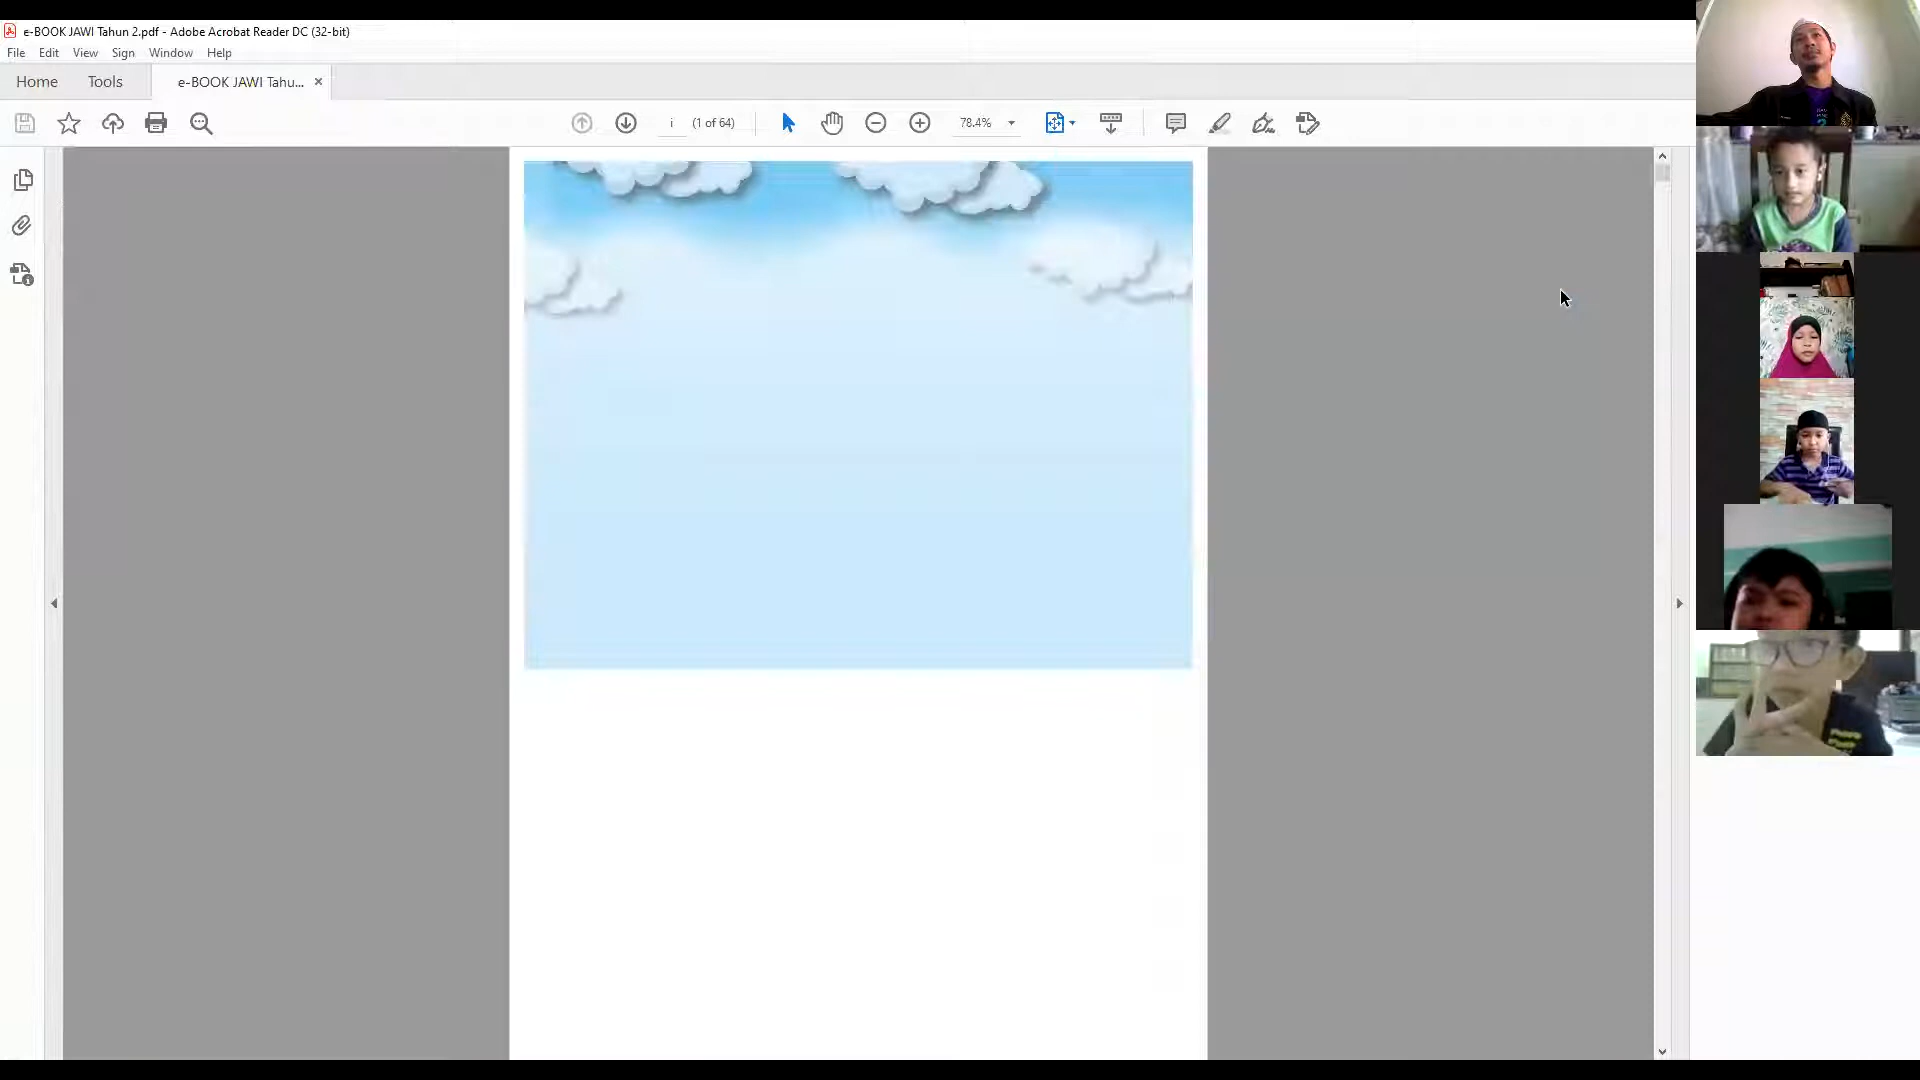 e-BOOK JAWI Tahun 2.pdf - Adobe Acrobat Reader DC (32-bit)
File Edit View Sign Window Help
Home Tools e-BOOK JAWI Tahu... ×
i (1 of 64) 78.4%